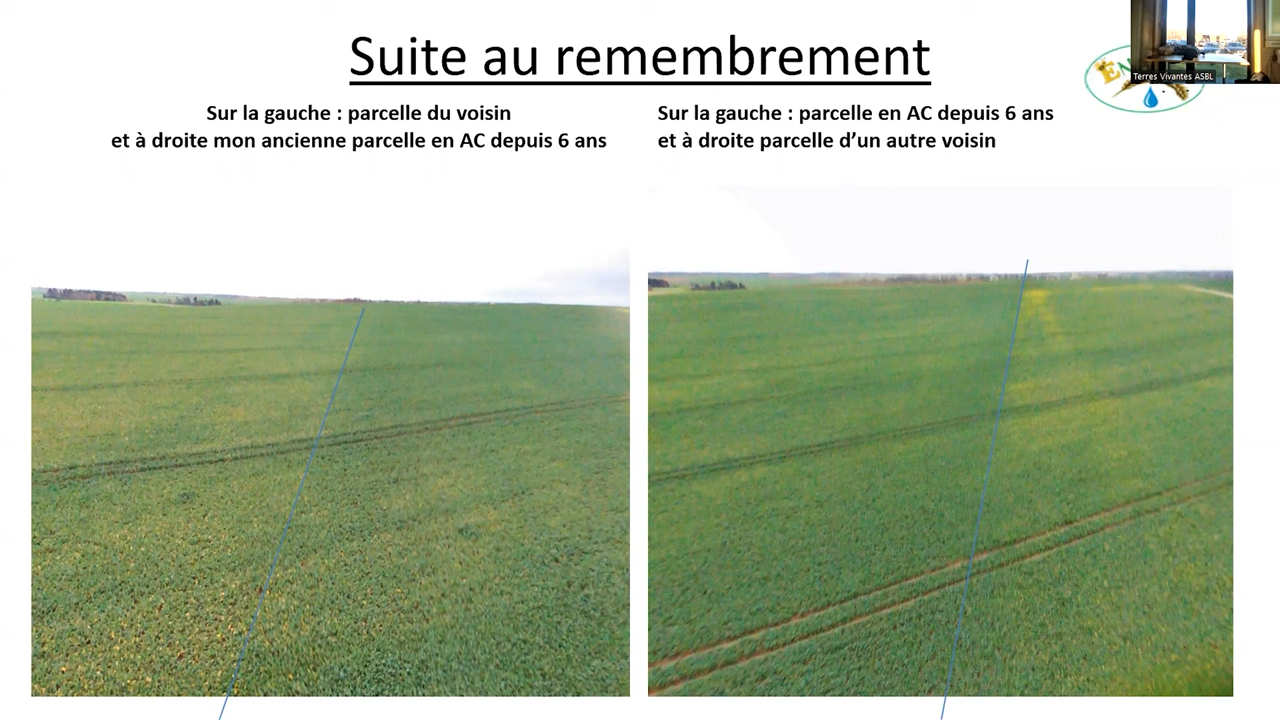 Suite au remembrement
Terres Vivantes ASBL
Sur la gauche : parcelle du voisin
et à droite mon ancienne parcelle en AC depuis 6 ans
Sur la gauche : parcelle en AC depuis 6 ans
et à droite parcelle d’un autre voisin